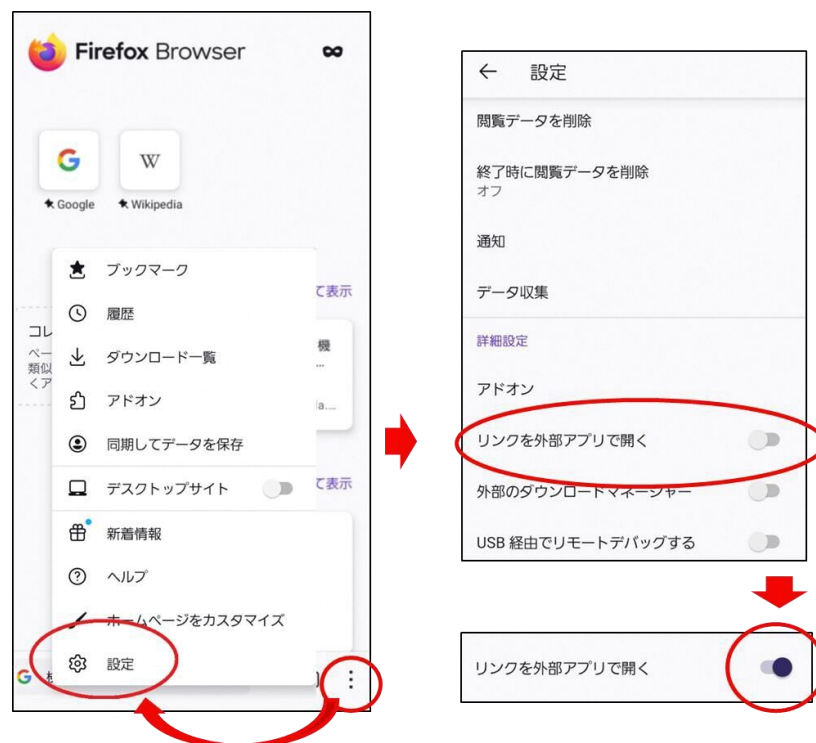 Firefox Browser
G
W
Google
Wikipedia
ブックマーク
て表示
履歴
コレ
機
ダウンロード一覧
ペー
...
類似
くア
アドオン
la....
同期してデータを保存
デスクトップサイト
て表示
新着情報
ヘルプ
ホームページをカスタマイズ
設定
G
設定
閲覧データを削除
終了時に閲覧データを削除
オフ
通知
データ収集
詳細設定
アドオン
リンクを外部アプリで開く
外部のダウンロードマネージャー
USB 経由でリモートデバッグする
リンクを外部アプリで開く